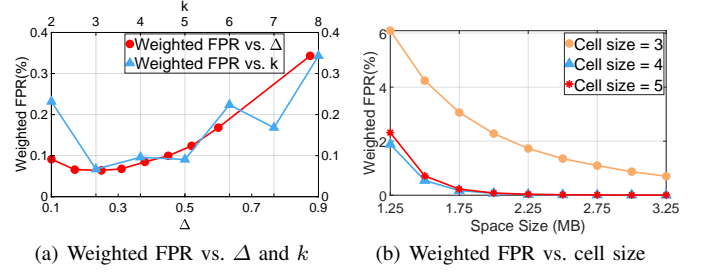 k
2 3 4 5 6 7 8
0.4 0.4
Weighted FPR vs. Δ
Weighted FPR vs. k
0.3 0.3
0.2 0.2
0.1 0.1
0 0
0.1 0.3 0.5 0.7 0.9
Δ
Weighted FPR(%)
(a) Weighted FPR vs. Δ and k
6
4
2
0
Cell size = 3
Cell size = 4
Cell size = 5
1.25 1.75 2.25 2.75 3.25
Space Size (MB)
Weighted FPR(%)
(b) Weighted FPR vs. cell size